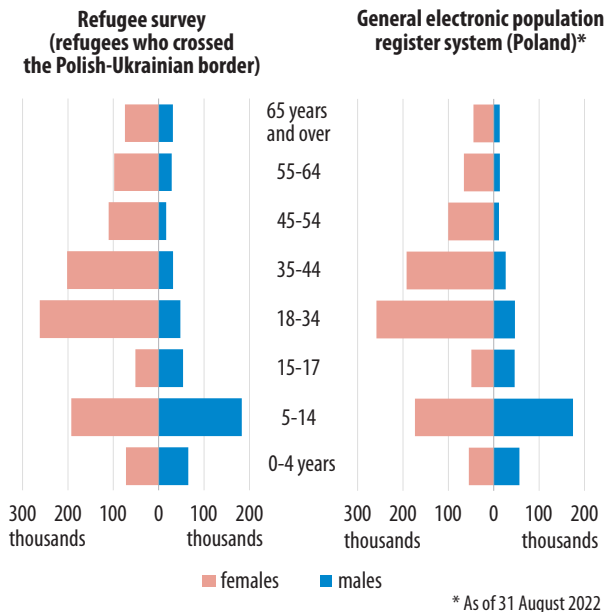 Refugee survey
(refugees who crossed
the Polish-Ukrainian border)
General electronic population
register system (Poland)*
65 years
and over
55-64
45-54
35-44
18-34
15-17
5-14
0-4 years
300 200 100 0 100 200
thousands thousands
300 200 100 0 100 200
thousands thousands
females males
* As of 31 August 2022